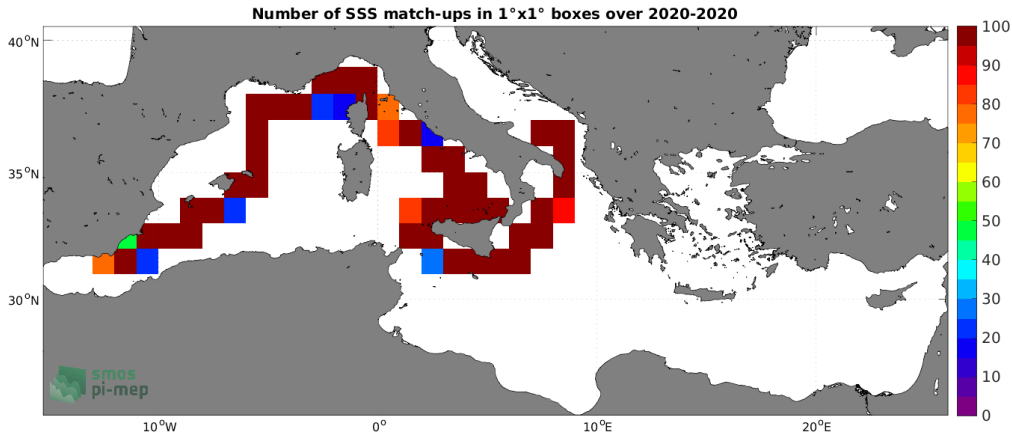 Number of SSS match-ups in 1°x1° boxes over 2020-2020
40°N
35°N
30°N
10°W
0°
10°E
20°E
100
90
80
70
60
50
40
30
20
10
0
smos
pi-mep